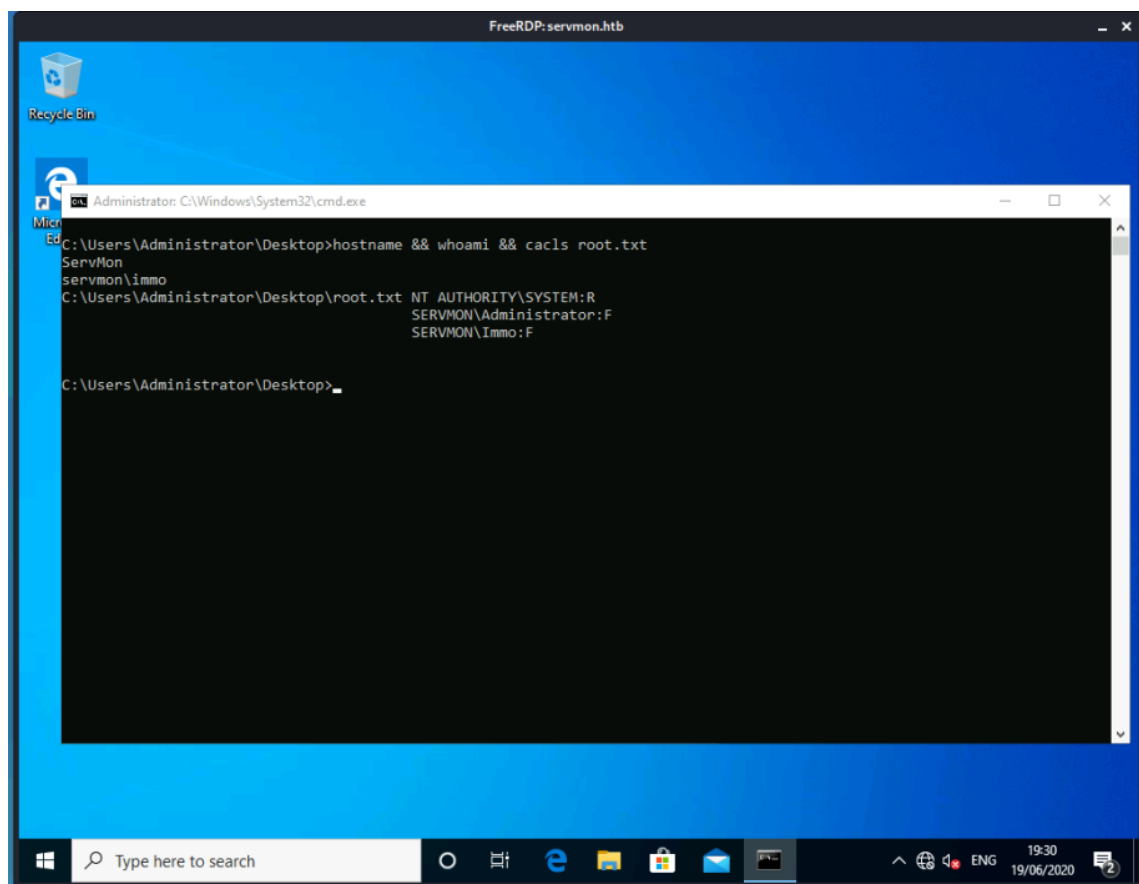 FreeRDP: servmon.htb
Recycle Bin
Administrator: C:\Windows\System32\cmd.exe
C:\Users\Administrator\Desktop>hostname && whoami && cacls root.txt
ServMon
servmon\immo
C:\Users\Administrator\Desktop\root.txt NT AUTHORITY\SYSTEM:R
SERVMON\Administrator:F
SERVMON\Immo:F
C:\Users\Administrator\Desktop>
Type here to search
ENG
19:30
19/06/2020
2